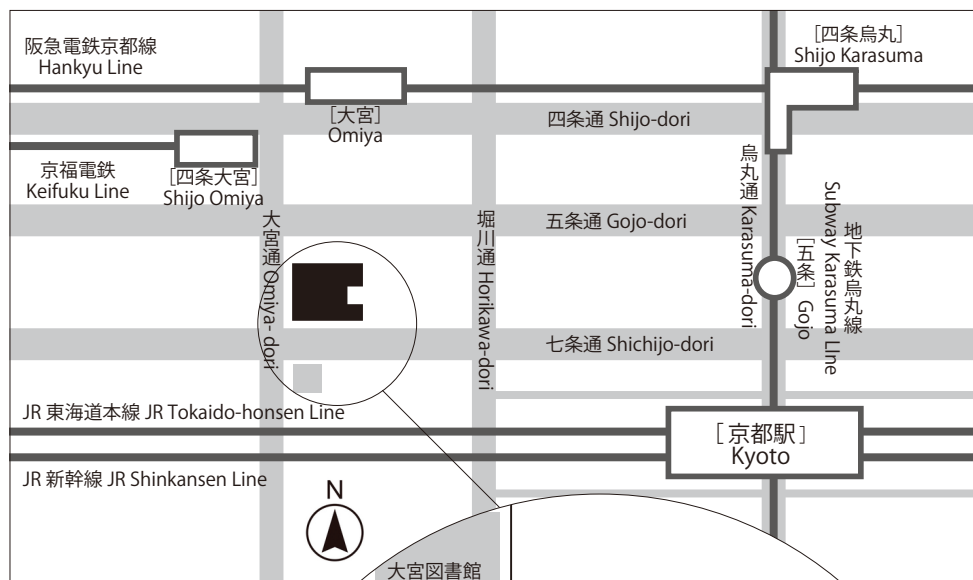 阪急電鉄京都線
Hankyu Line
[四条烏丸]
Shijo Karasuma
[大宮]
Omiya
四条通 Shijo-dori
京福電鉄
Keifuku Line
[四条大宮]
Shijo Omiya
烏丸通 Karasuma-dori
地下鉄烏丸線
Subway Karasuma LIne
大宮通 Omiya- dori
堀川通 Horikawa-dori
五条通 Gojo-dori
[五条] Gojo
七条通 Shichijo-dori
JR 東海道本線 JR Tokaido-honsen Line
[京都駅]
Kyoto
JR 新幹線 JR Shinkansen Line
N
大宮図書館